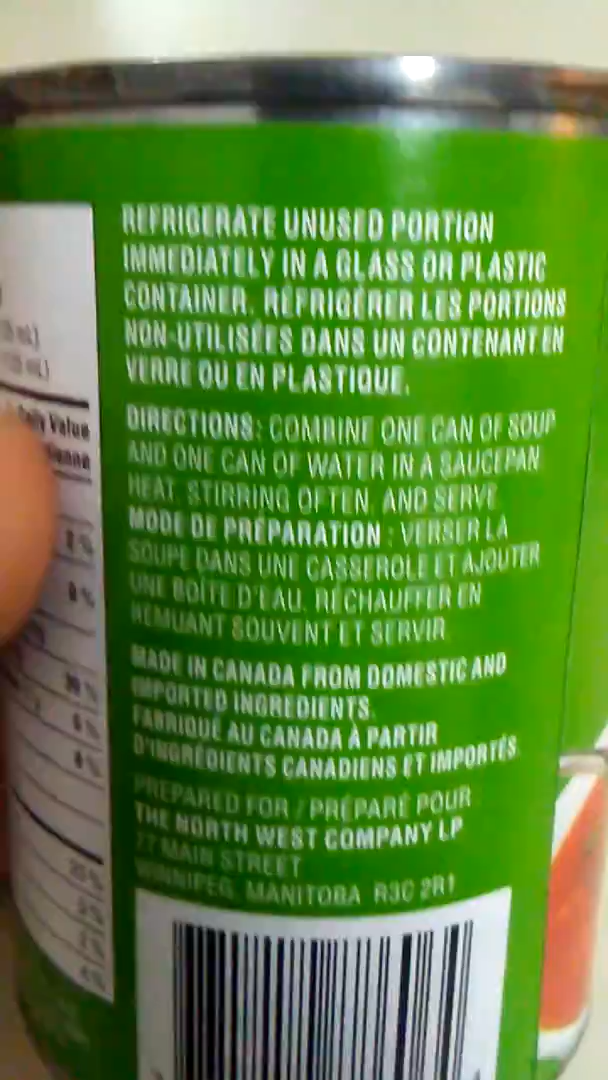 REFRIGERATE UNUSED PORTION
IMMEDIATELY IN A GLASS OR PLASTIC
CONTAINER. RÉFRIGÉRER LES PORTIONS
NON-UTILISÉES DANS UN CONTENANT EN
VERRE OU EN PLASTIQUE.
DIRECTIONS: COMBINE ONE CAN OF SOUP
AND ONE CAN OF WATER IN A SAUCEPAN.
HEAT, STIRRING OFTEN, AND SERVE.
MODE DE PRÉPARATION : VERSER LA
SOUPE DANS UNE CASSEROLE ET AJOUTER
UNE BOÎTE D'EAU. RÉCHAUFFER EN
REMUANT SOUVENT ET SERVIR.
MADE IN CANADA FROM DOMESTIC AND
IMPORTED INGREDIENTS.
FABRIQUÉ AU CANADA À PARTIR
D'INGRÉDIENTS CANADIENS ET IMPORTÉS.
PREPARED FOR / PRÉPARÉ POUR
THE NORTH WEST COMPANY LP
77 MAIN STREET
WINNIPEG, MANITOBA R3C 2R1
Daily Value